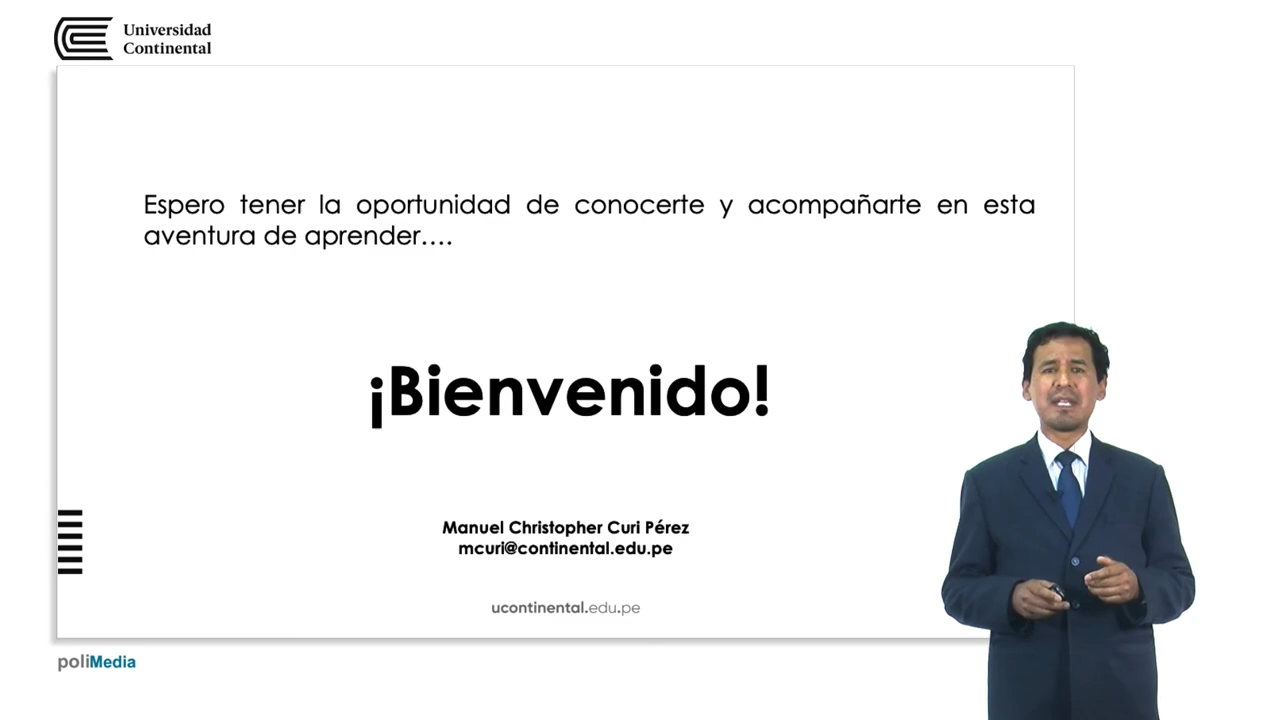 Universidad
Continental
Espero tener la oportunidad de conocerte y acompañarte en esta
aventura de aprender....
¡Bienvenido!
Manuel Christopher Curi Pérez
mcuri@continental.edu.pe
ucontinental.edu.pe
poliMedia